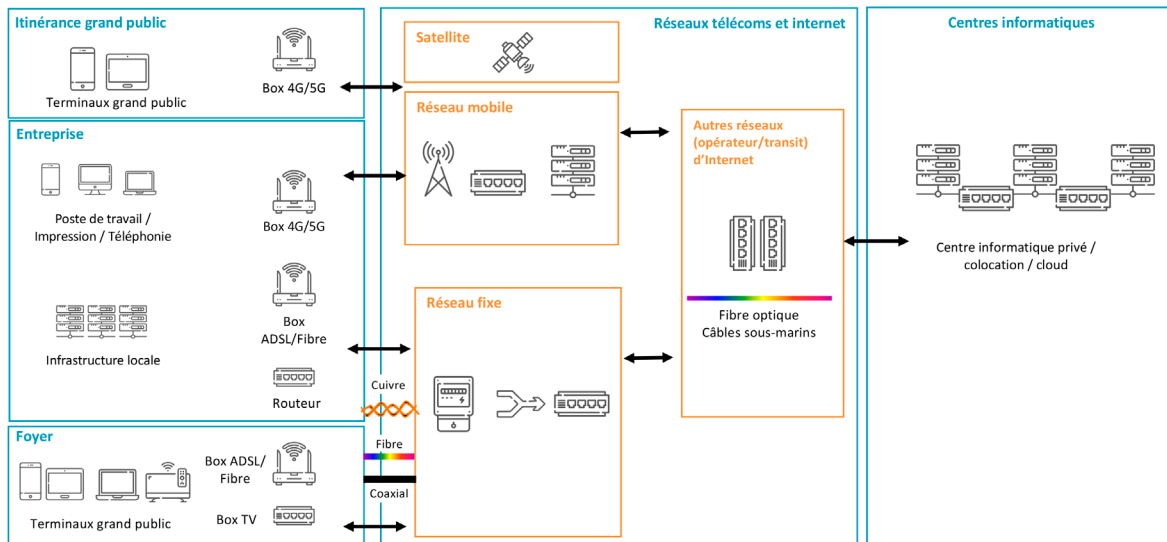 Itinérance grand public
Terminaux grand public
Box 4G/5G
Entreprise
Poste de travail /
Impression / Téléphonie
Box 4G/5G
Infrastructure locale
Box
ADSL/Fibre
Routeur
Foyer
Terminaux grand public
Box ADSL/
Fibre
Box TV
Réseaux télécoms et internet
Satellite
Réseau mobile
Réseau fixe
Cuivre
Fibre
Coaxial
Autres réseaux
(opérateur/transit)
d'Internet
Fibre optique
Câbles sous-marins
Centres informatiques
Centre informatique privé /
colocation / cloud